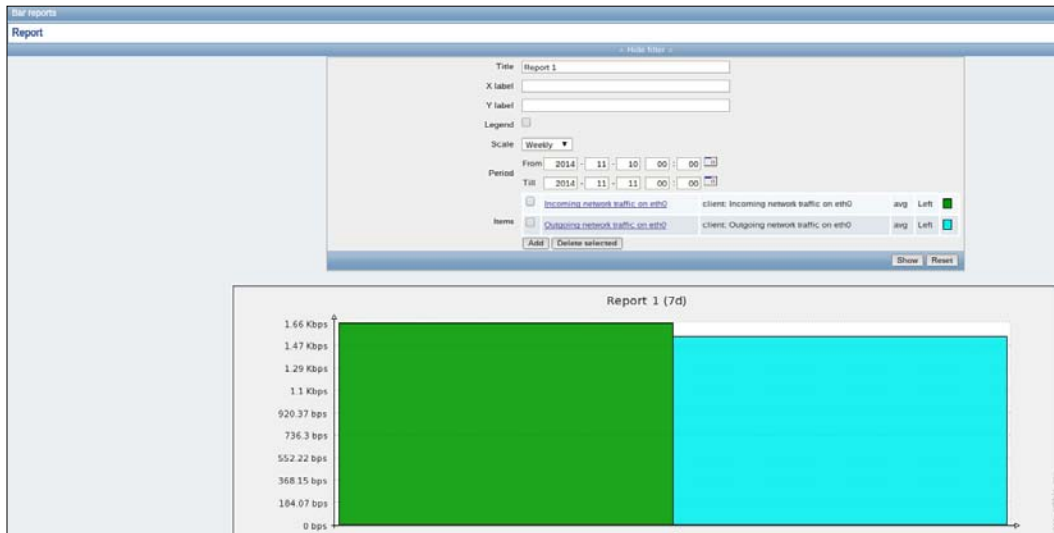 Bar reports
Report
« Hide filter »
Title Report 1
X label
Y label
Legend
Scale Weekly ▼
Period
From 2014 - 11 - 10 00 : 00
Till 2014 - 11 - 11 00 : 00
Items
Incoming network traffic on eth0 client: Incoming network traffic on eth0 avg Left
Outgoing network traffic on eth0 client: Outgoing network traffic on eth0 avg Left
Add Delete selected
Show Reset
Report 1 (7d)
1.66 Kbps
1.47 Kbps
1.29 Kbps
1.1 Kbps
920.37 bps
736.3 bps
552.22 bps
368.15 bps
184.07 bps
0 bps